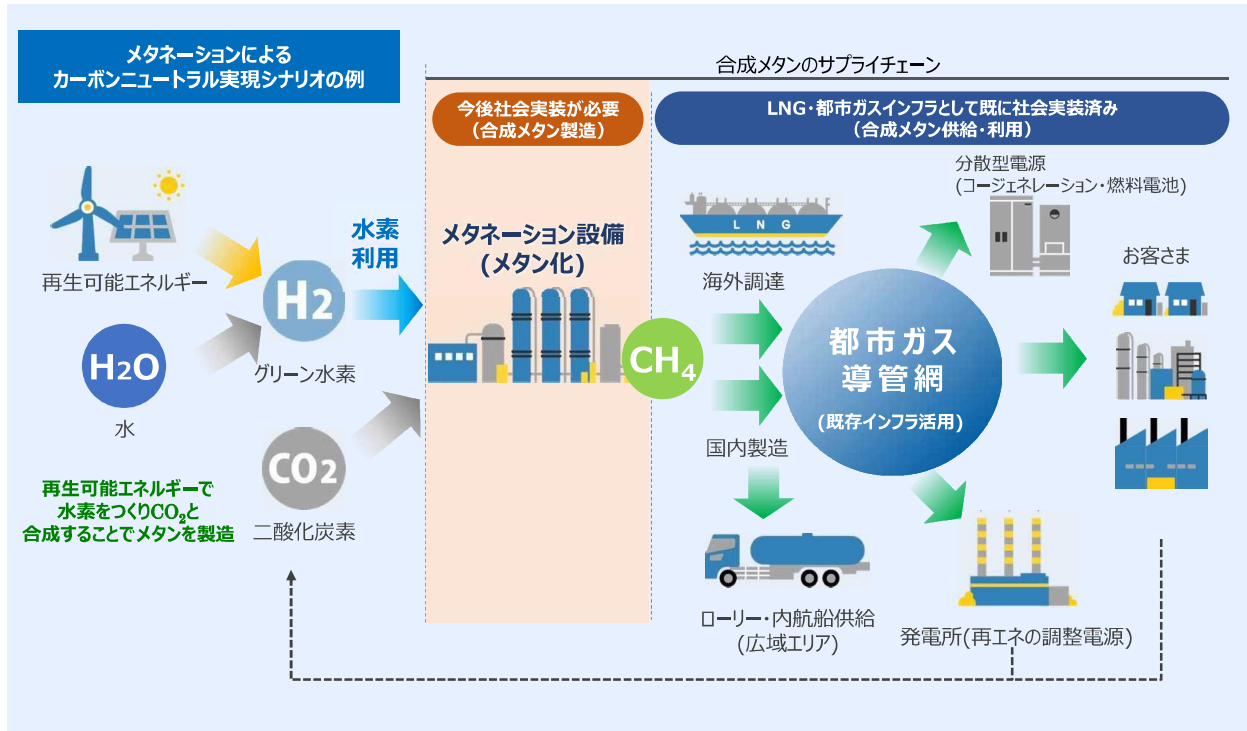 メタネーションによる
カーボンニュートラル実現シナリオの例
合成メタンのサプライチェーン
今後社会実装が必要
（合成メタン製造）
LNG・都市ガスインフラとして既に社会実装済み
（合成メタン供給・利用）
再生可能エネルギー
H2O
水
H2
グリーン水素
水素
利用
CO2
二酸化炭素
再生可能エネルギーで
水素をつくりCO₂と
合成することでメタンを製造
メタネーション設備
(メタン化)
CH4
LNG
海外調達
国内製造
ローリー・内航船供給
(広域エリア)
都市ガス
導管網
(既存インフラ活用)
分散型電源
(コージェネレーション・燃料電池)
お客さま
発電所(再エネの調整電源)